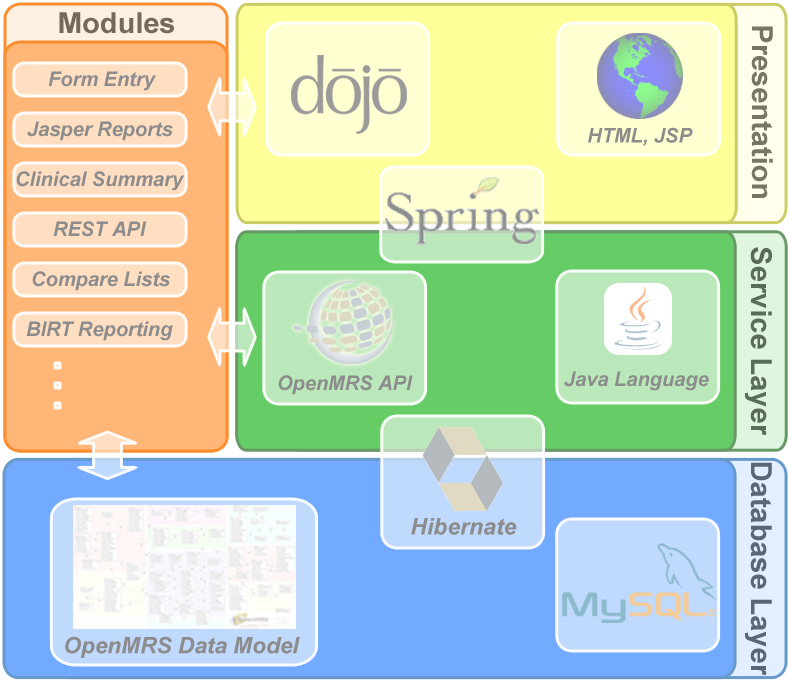 Modules
Form Entry
Jasper Reports
Clinical Summary
REST API
Compare Lists
BIRT Reporting
dōjō
HTML, JSP
Presentation
Spring
OpenMRS API
Java Language
Service Layer
Hibernate
OpenMRS Data Model
MySQL
Database Layer